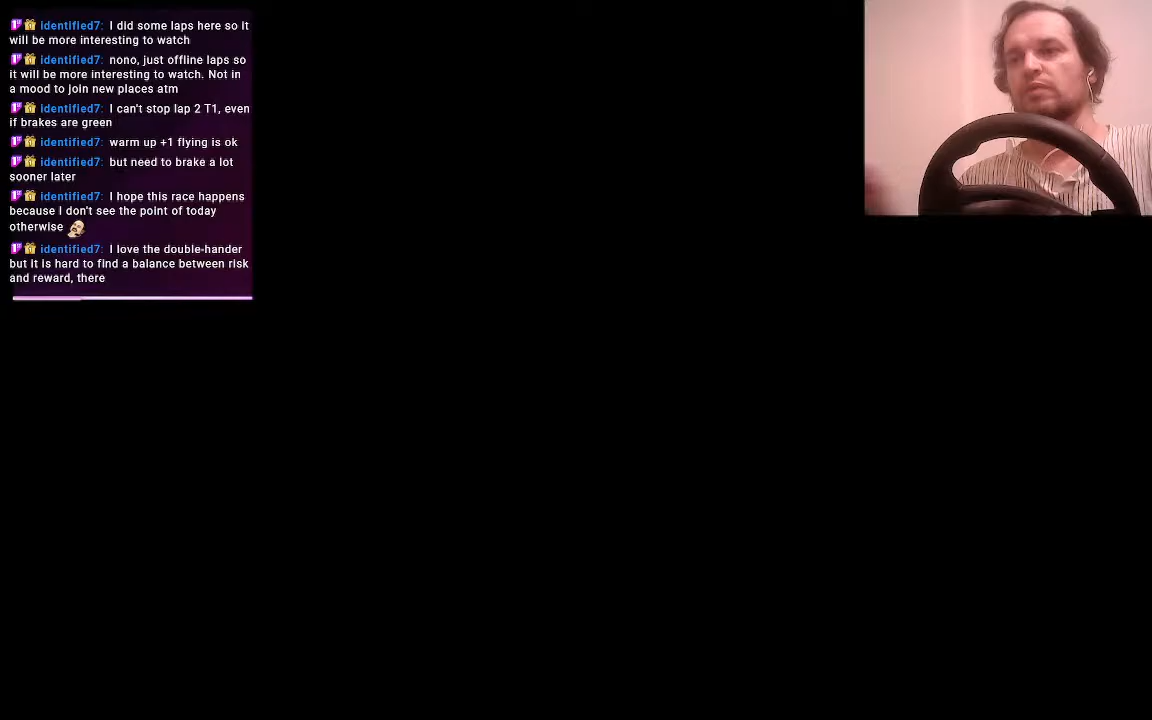 identified7: I did some laps here so it
will be more interesting to watch
identified7: nono, just offline laps so
it will be more interesting to watch. Not in
a mood to join new places atm
identified7: I can't stop lap 2 T1, even
if brakes are green
identified7: warm up +1 flying is ok
identified7: but need to brake a lot
sooner later
identified7: I hope this race happens
because I don't see the point of today
otherwise
identified7: I love the double-hander
but it is hard to find a balance between risk
and reward, there